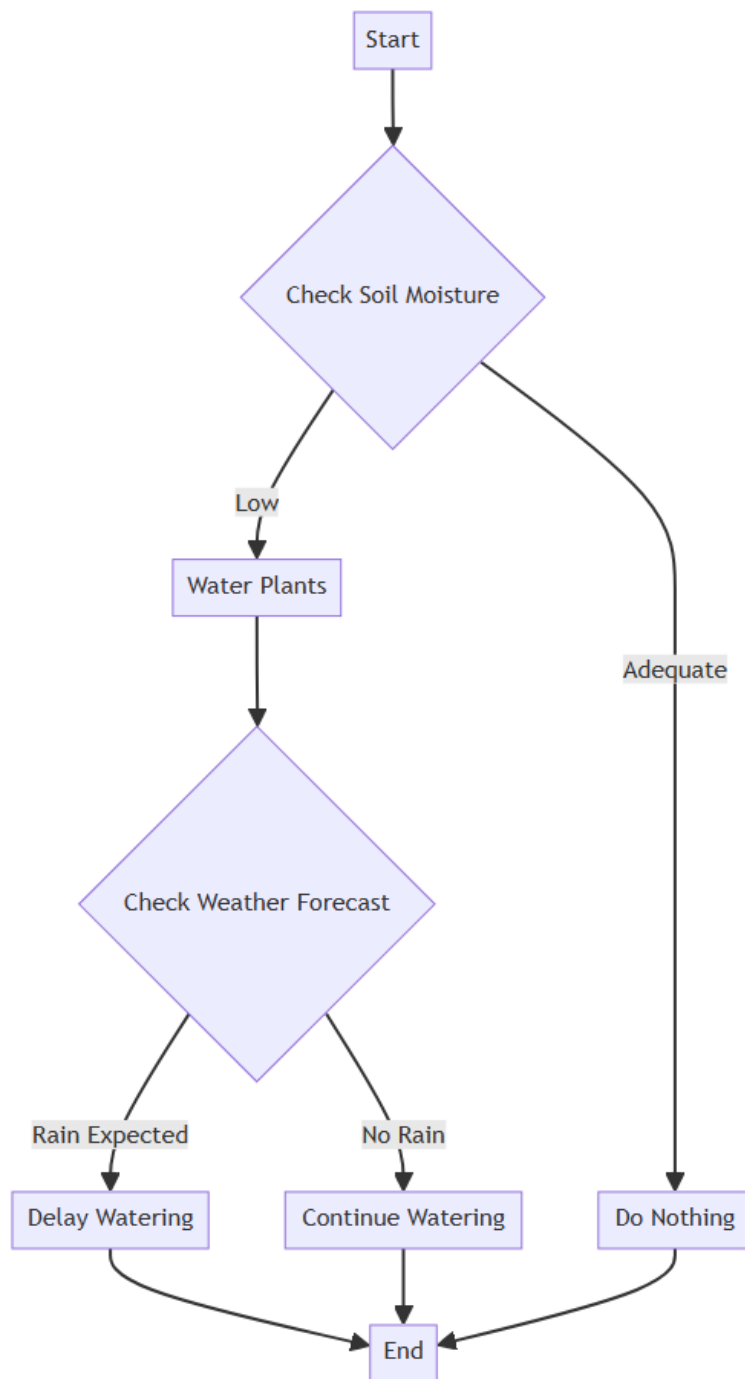 Start
Check Soil Moisture
Low
Water Plants
Adequate
Check Weather Forecast
Rain Expected
No Rain
Delay Watering
Continue Watering
Do Nothing
End